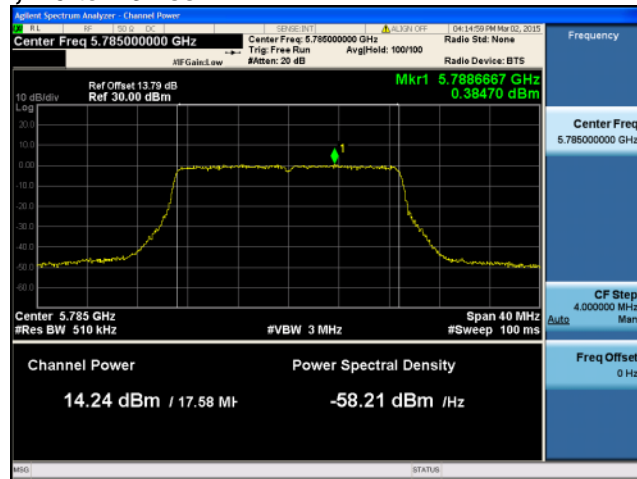 Agilent Spectrum Analyzer - Channel Power
RL RF 50 Ω DC SENSE:INT ALIGN OFF 04:14:59 PM Mar 02, 2015
Center Freq 5.785000000 GHz
Center Freq: 5.785000000 GHz
Radio Std: None
Trig: Free Run Avg|Hold: 100/100
#IFGain:Low #Atten: 20 dB Radio Device: BTS
Ref Offset 13.79 dB
Ref 30.00 dBm
10 dB/div
Log
Mkr1 5.7886667 GHz
0.38470 dBm
20.0
10.0
0.00
-10.0
-20.0
-30.0
-40.0
-50.0
-60.0
1
Center 5.785 GHz Span 40 MHz
#Res BW 510 kHz #VBW 3 MHz #Sweep 100 ms
Channel Power Power Spectral Density
14.24 dBm / 17.58 MH -58.21 dBm /Hz
MSG STATUS
Frequency
Center Freq
5.785000000 GHz
CF Step
4.000000 MHz
Auto Man
Freq Offset
0 Hz